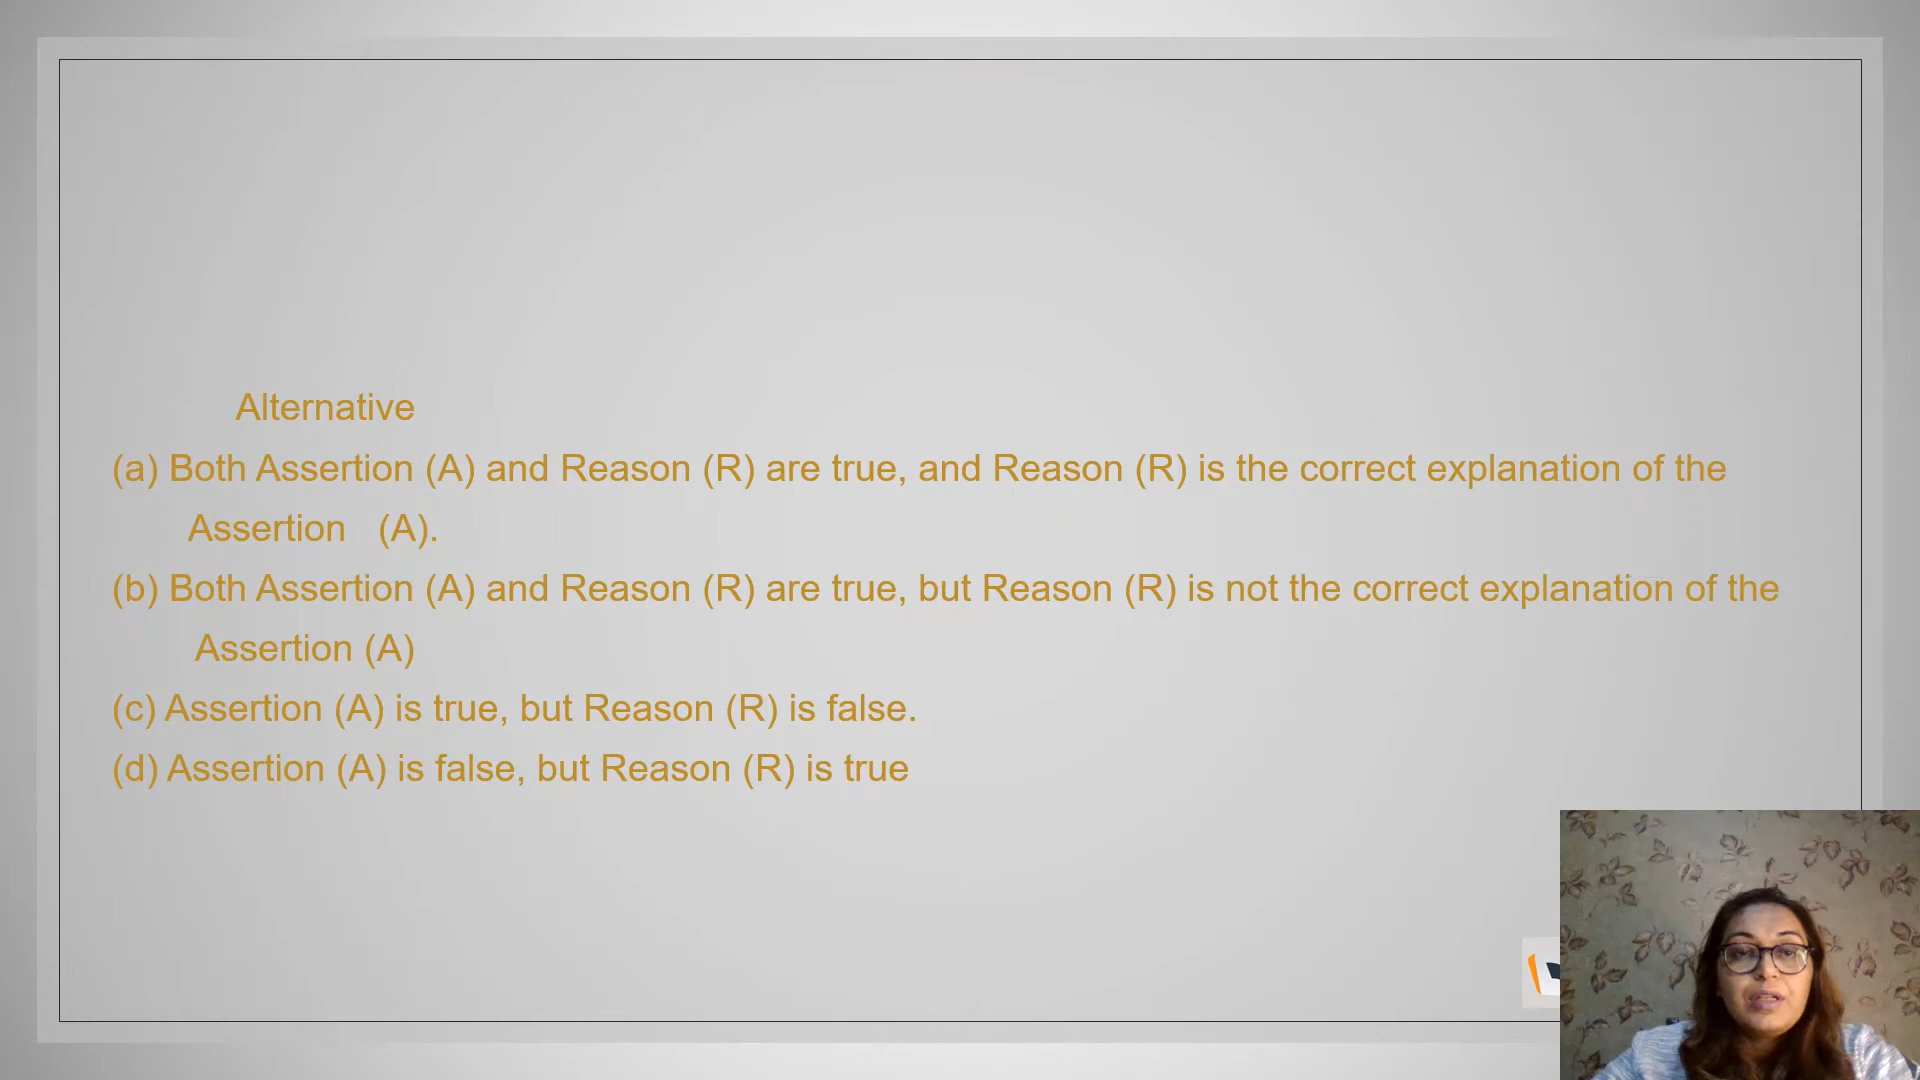 Alternative
(a) Both Assertion (A) and Reason (R) are true, and Reason (R) is the correct explanation of the
Assertion (A).
(b) Both Assertion (A) and Reason (R) are true, but Reason (R) is not the correct explanation of the
Assertion (A)
(c) Assertion (A) is true, but Reason (R) is false.
(d) Assertion (A) is false, but Reason (R) is true